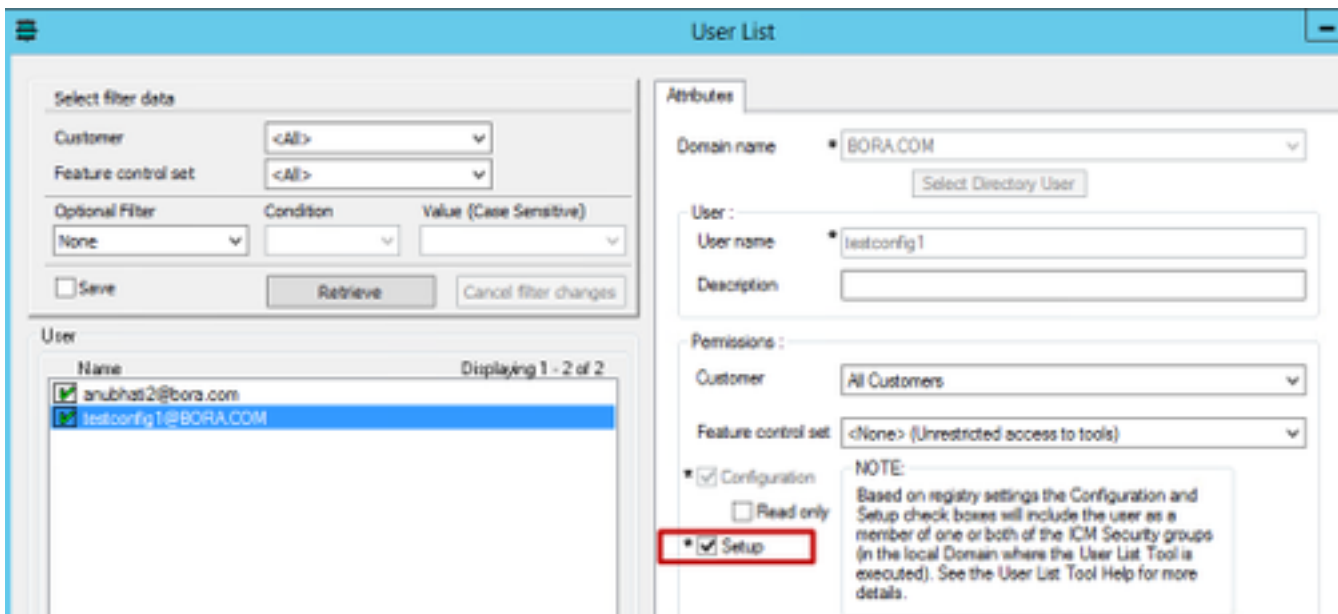 User List
Select filter data
Customer
<All>
Feature control set
<All>
Optional Filter
Condition
Value (Case Sensitive)
None
Save
Retrieve
Cancel filter changes
User
Name
Displaying 1 - 2 of 2
anubhati2@bora.com
testconfig1@BORA.COM
Attributes
Domain name
* BORA.COM
Select Directory User
User :
User name
* testconfig1
Description
Permissions :
Customer
All Customers
Feature control set
<None> (Unrestricted access to tools)
* Configuration
Read only
* Setup
NOTE:
Based on registry settings the Configuration and
Setup check boxes will include the user as a
member of one or both of the ICM Security groups
(in the local Domain where the User List Tool is
executed). See the User List Tool Help for more
details.